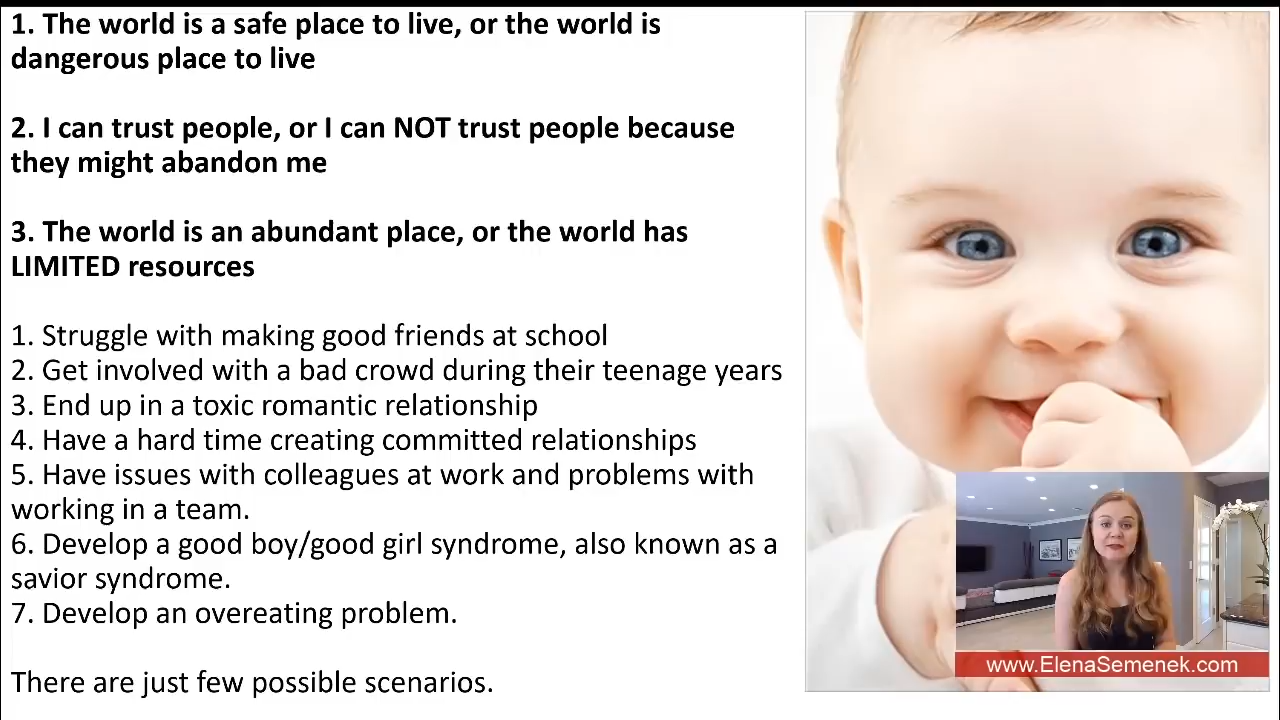 1. The world is a safe place to live, or the world is
dangerous place to live
2. I can trust people, or I can NOT trust people because
they might abandon me
3. The world is an abundant place, or the world has
LIMITED resources
1. Struggle with making good friends at school
2. Get involved with a bad crowd during their teenage years
3. End up in a toxic romantic relationship
4. Have a hard time creating committed relationships
5. Have issues with colleagues at work and problems with
working in a team.
6. Develop a good boy/good girl syndrome, also known as a
savior syndrome.
7. Develop an overeating problem.
There are just few possible scenarios.
www.ElenaSemenek.com